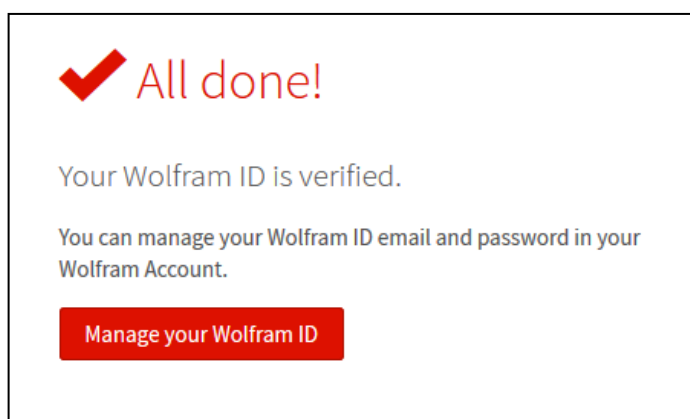 All done!
Your Wolfram ID is verified.
You can manage your Wolfram ID email and password in your
Wolfram Account.
Manage your Wolfram ID